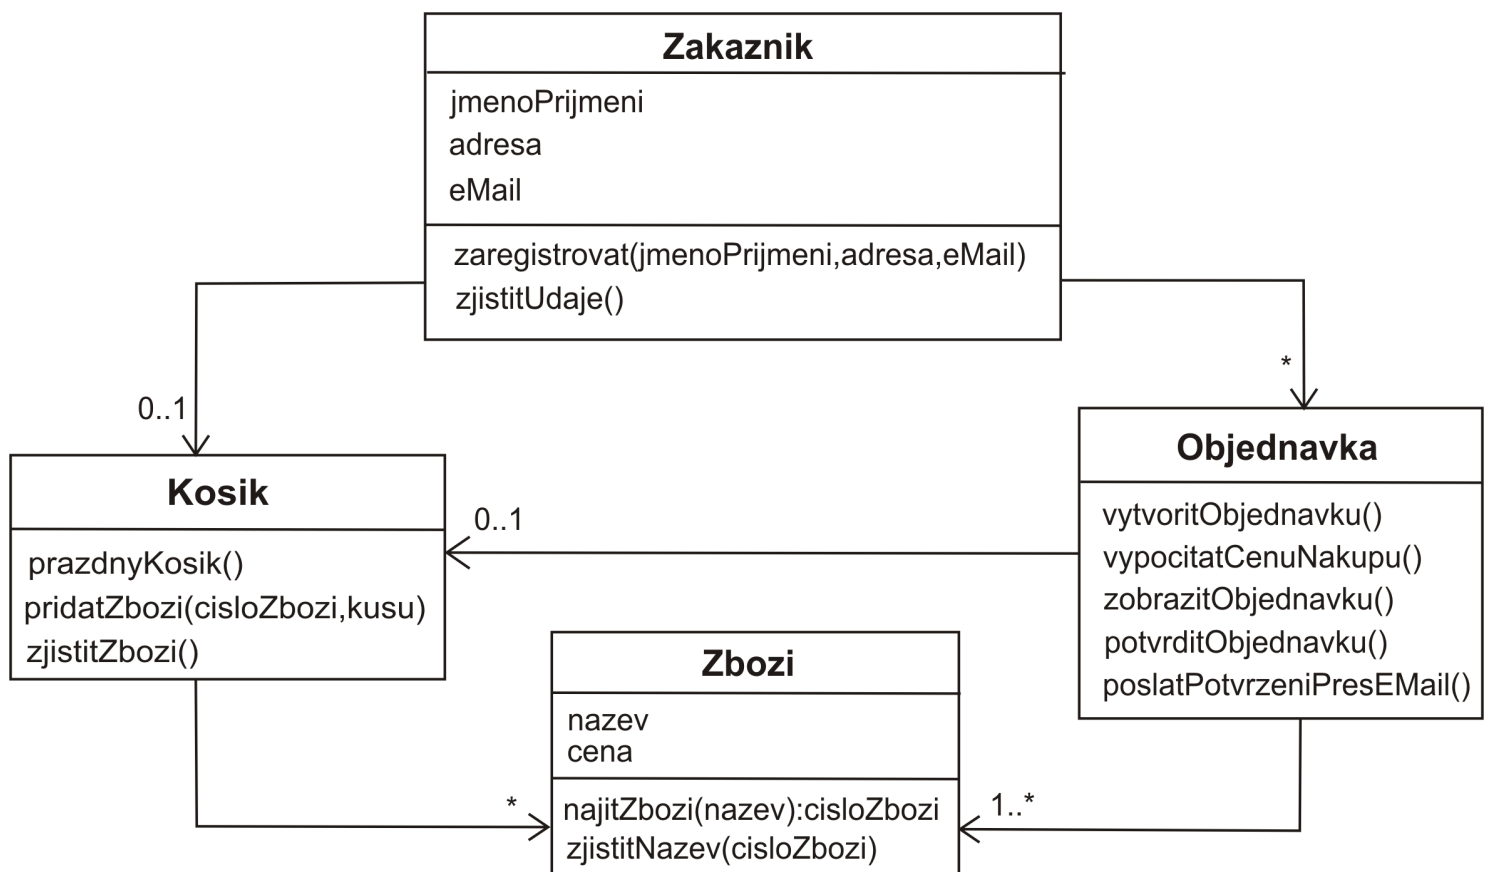 Zakaznik
jmenoPrijmeni
adresa
eMail
zaregistrovat(jmenoPrijmeni,adresa,eMail)
zjistitUdaje()
*
0..1
Kosik
prazdnyKosik()
pridatZbozi(cisloZbozi,kusu)
zjistitZbozi()
0..1
Objednavka
vytvoritObjednavku()
vypocitatCenuNakupu()
zobrazitObjednavku()
potvrditObjednavku()
poslatPotvrzeniPresEMail()
Zbozi
nazev
cena
najitZbozi(nazev):cisloZbozi
zjistitNazev(cisloZbozi)
*
1..*